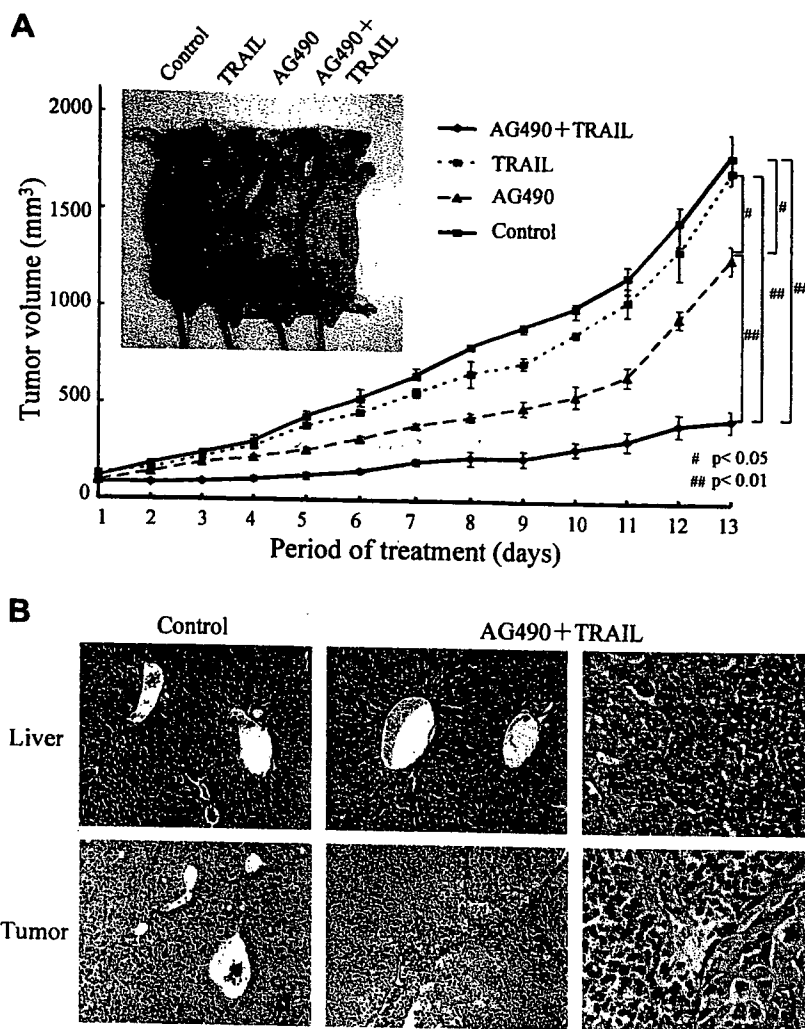 A
Control
TRAIL
AG490
AG490+
TRAIL
2000
1500
1000
500
0
Tumor volume (mm³)
AG490+TRAIL
TRAIL
AG490
Control
#
#
##
##
##
##
# p< 0.05
## p< 0.01
1 2 3 4 5 6 7 8 9 10 11 12 13
Period of treatment (days)
B
Control
AG490+TRAIL
Liver
Tumor